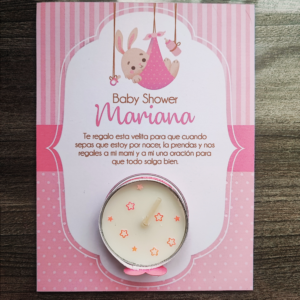 Baby Shower
Mariana
Te regalo esta velita para que cuando
sepas que estoy por nacer, la prendas y nos
regales a mi mami y a mi una oración para
que todo salga bien.